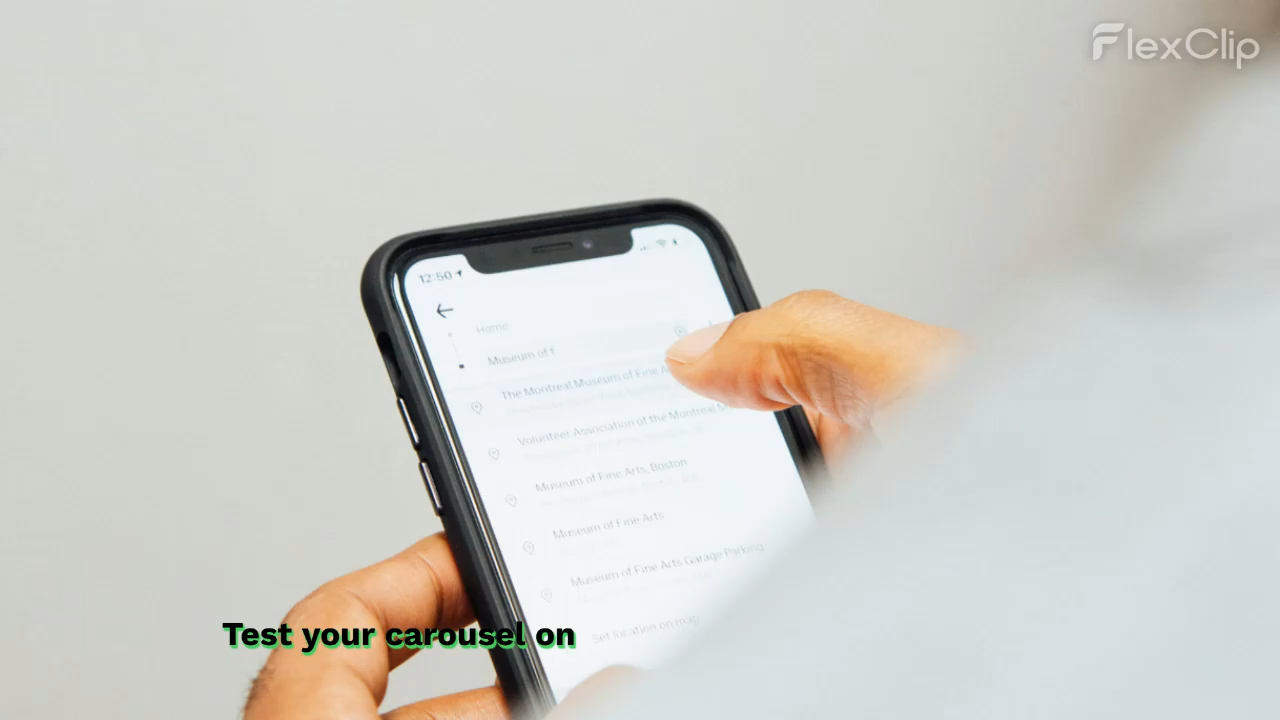 FlexClip
12:50
Home
Museum of f
The Montreal Museum of Fine A
Volunteer Association of the Montreal M
Museum of Fine Arts, Boston
Museum of Fine Arts
Museum of Fine Arts Garage Parking
Set location on map
Test your carousel on